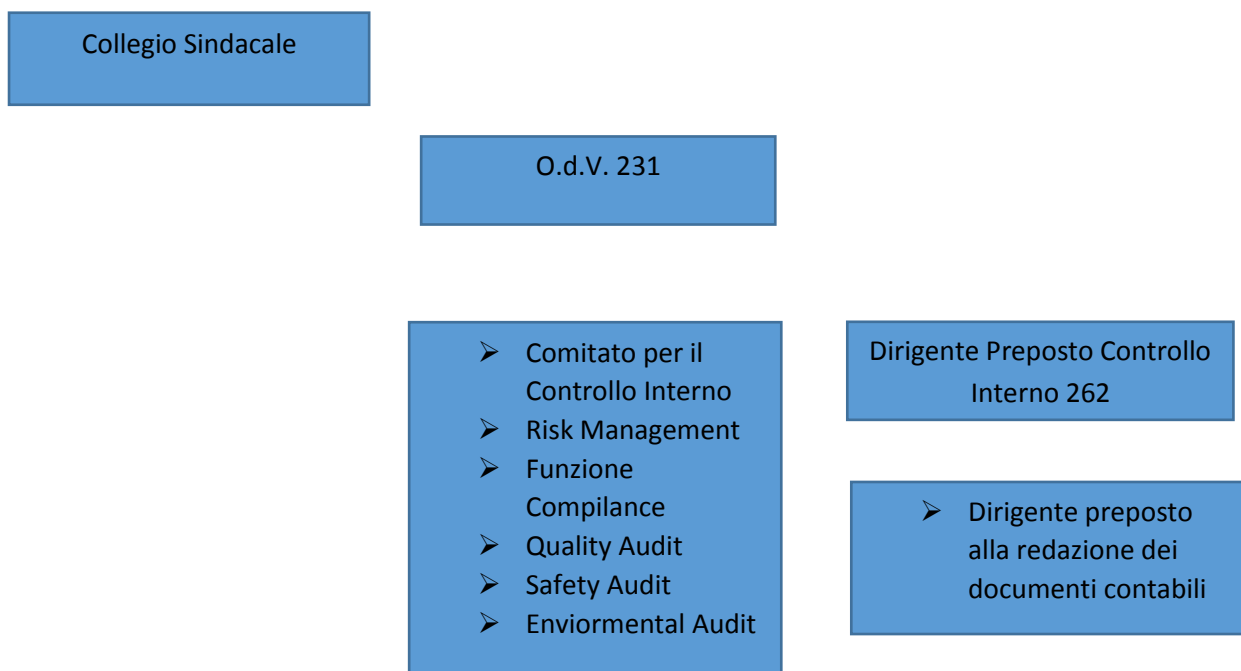 Collegio Sindacale
O.d.V. 231
➢ Comitato per il
Controllo Interno
➢ Risk Management
➢ Funzione
Compilance
➢ Quality Audit
➢ Safety Audit
➢ Enviormental Audit
Dirigente Preposto Controllo
Interno 262
➢ Dirigente preposto
alla redazione dei
documenti contabili